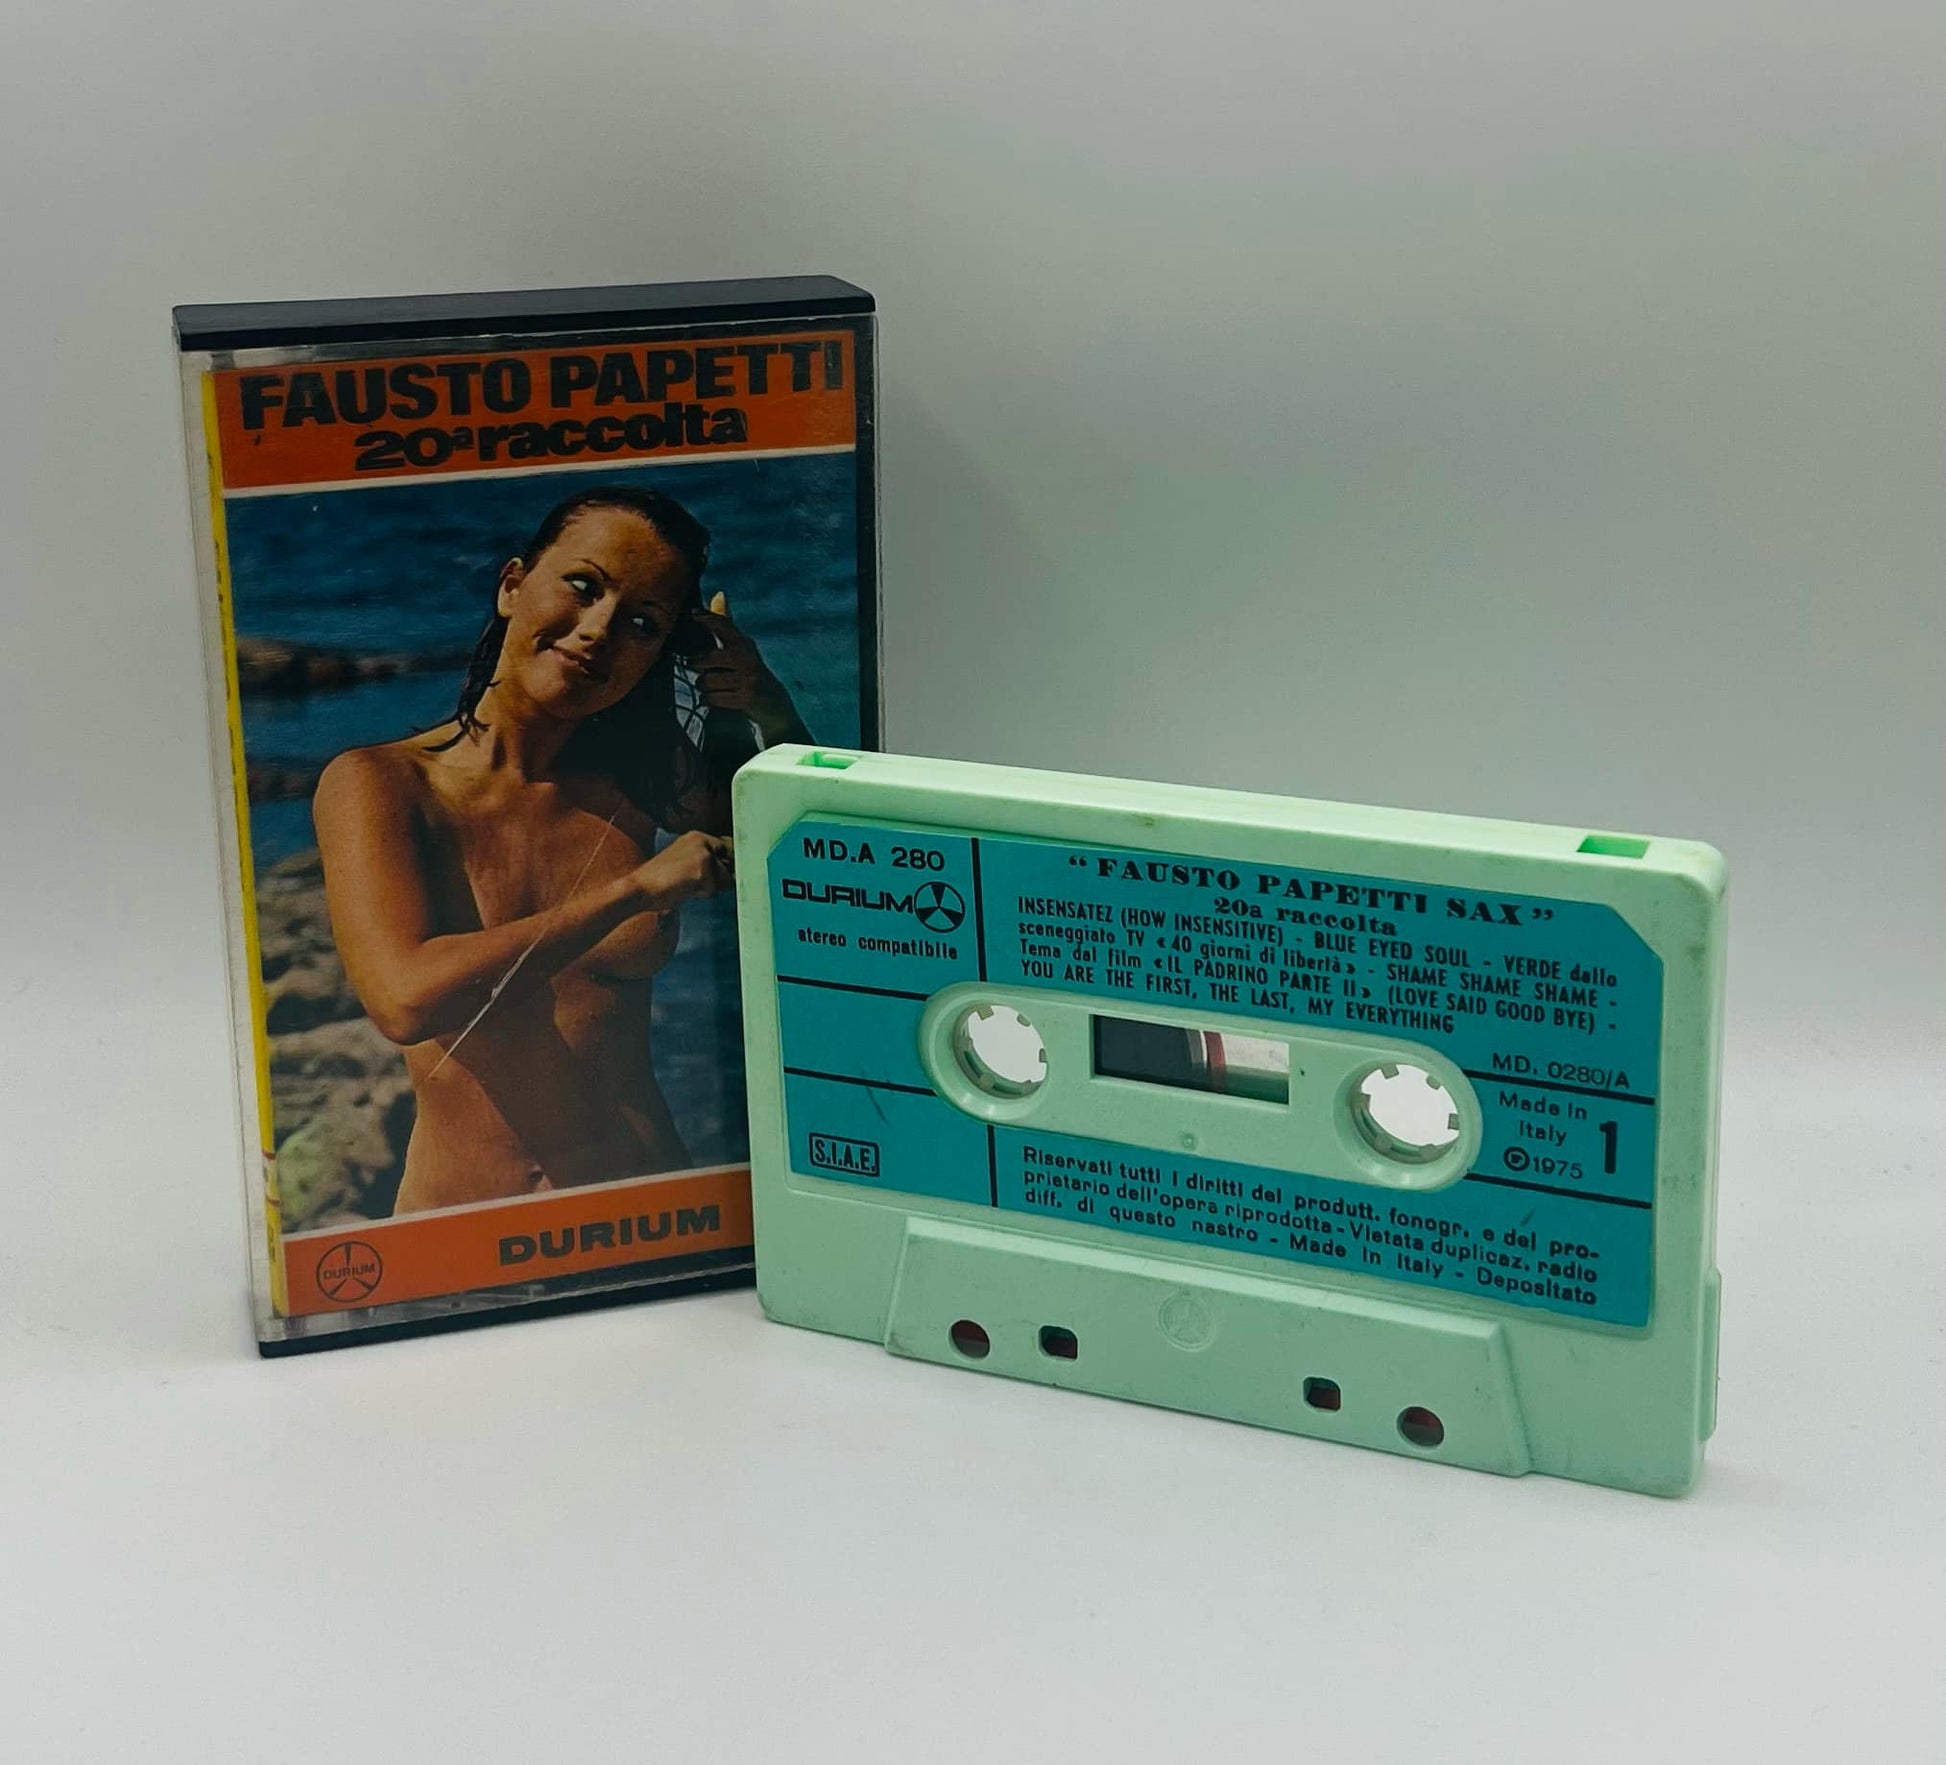 FAUSTO PAPETTI
20ª raccolta
DURIUM
DURIUM
MD.A 280
DURIUM
stereo compatibile
“ FAUSTO PAPETTI SAX ”
20a raccolta
INSENSATEZ (HOW INSENSITIVE) - BLUE EYED SOUL - VERDE dallo
sceneggiato TV « 40 giorni di libertà » - SHAME SHAME SHAME -
Tema dal film «IL PADRINO PARTE II» (LOVE SAID GOOD BYE) -
YOU ARE THE FIRST, THE LAST, MY EVERYTHING
MD. 0280/A
Made in
Italy
1
℗1975
S.I.A.E.
Riservati tutti i diritti del produtt. fonogr. e del pro-
prietario dell'opera riprodotta - Vietata duplicaz. radio
diff. di questo nastro - Made in Italy - Depositato